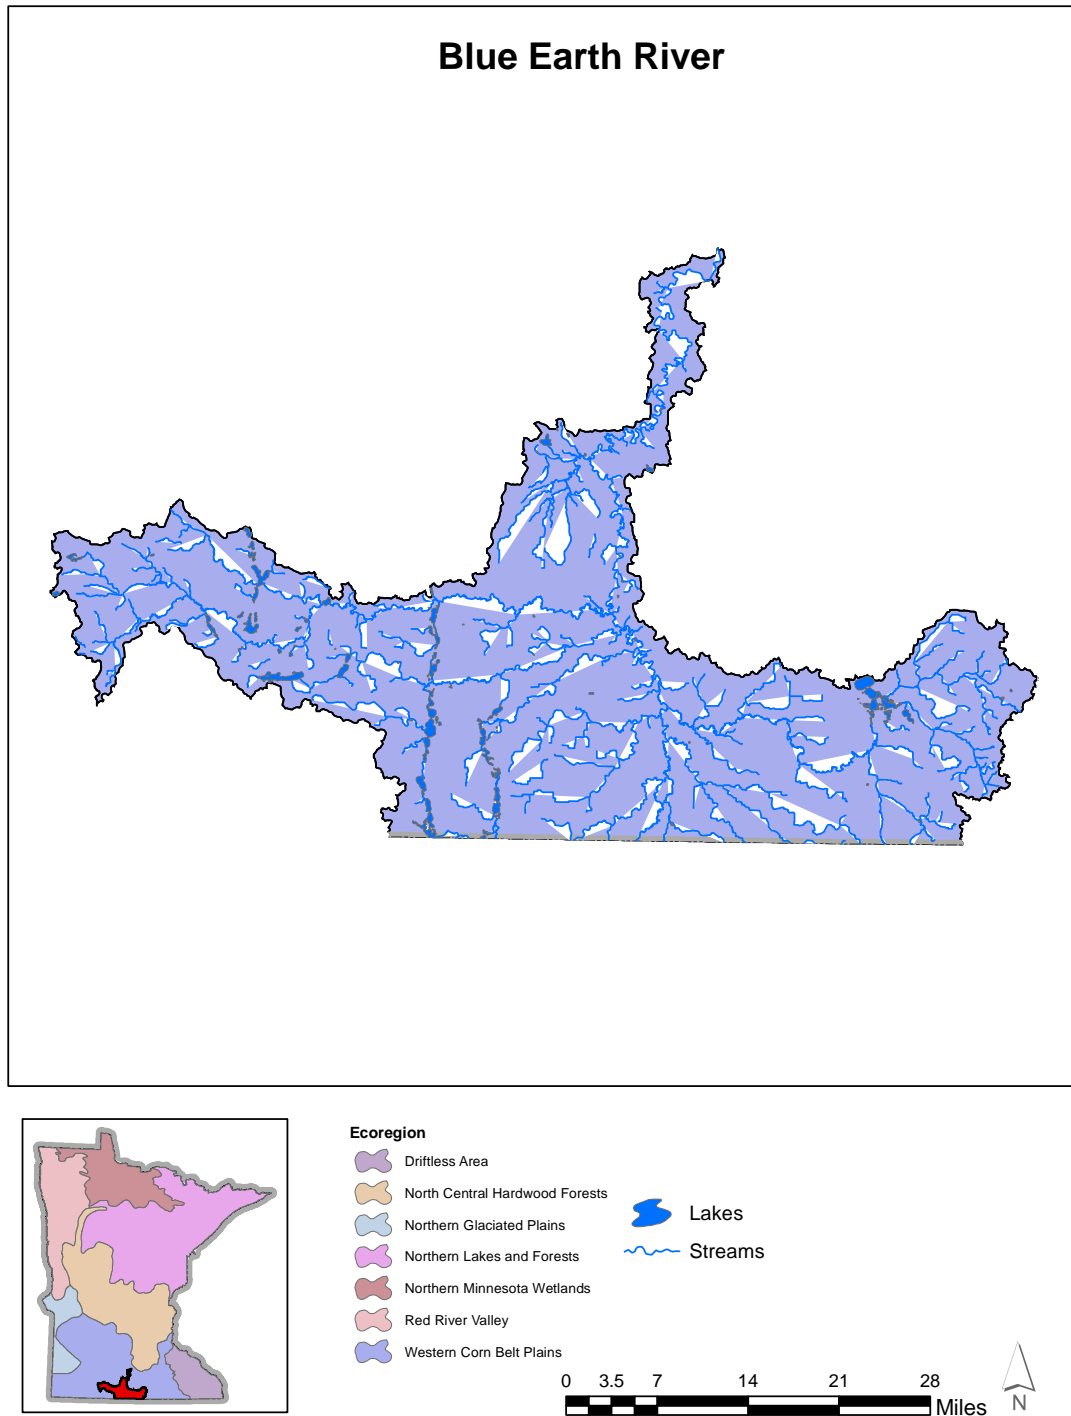 Blue Earth River
Ecoregion
Driftless Area
North Central Hardwood Forests
Northern Glaciated Plains
Northern Lakes and Forests
Northern Minnesota Wetlands
Red River Valley
Western Corn Belt Plains
Lakes
Streams
0 3.5 7 14 21 28
Miles
N